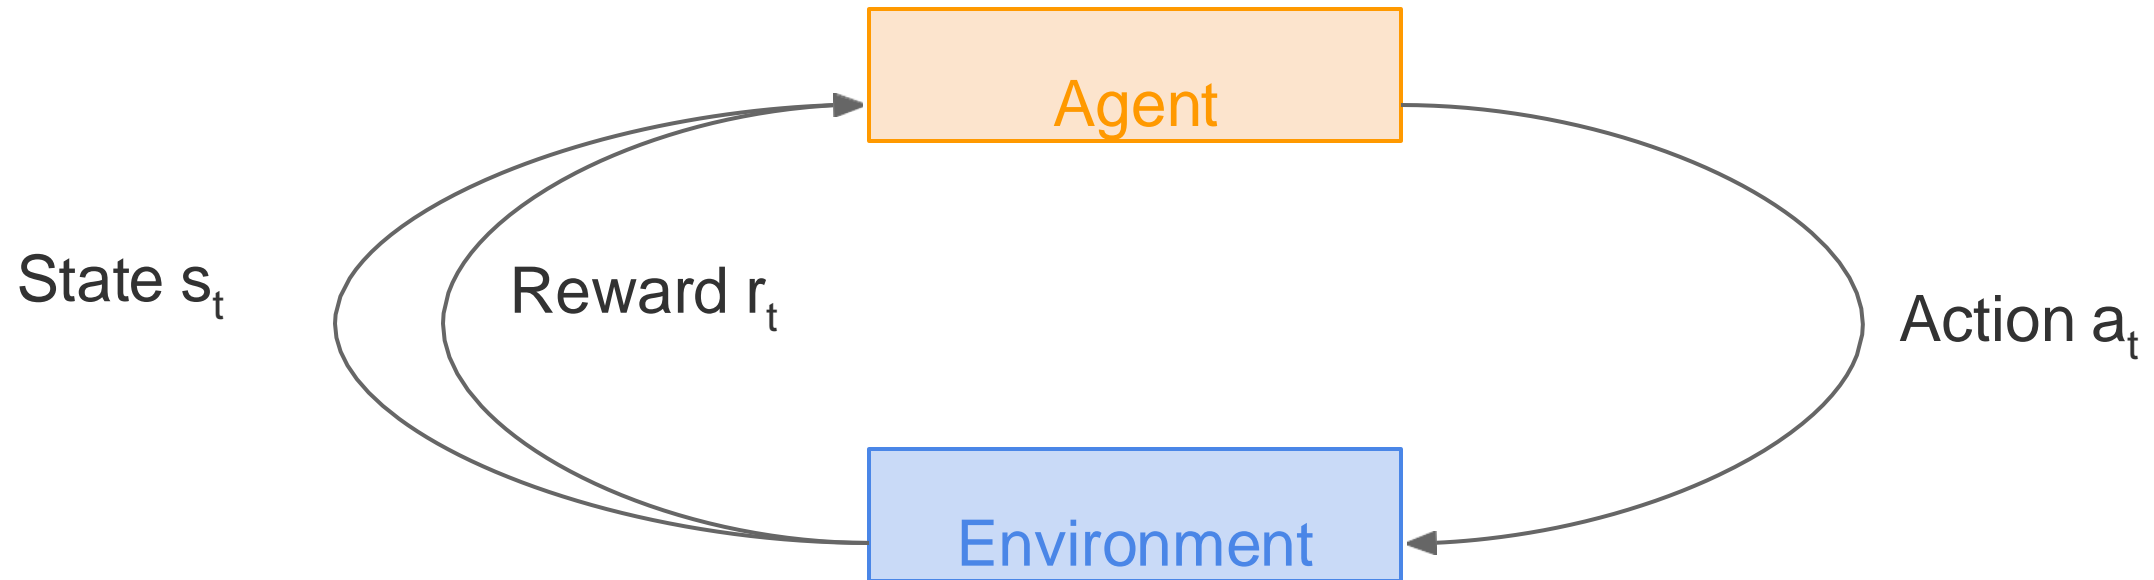 Agent
State sₜ
Reward rₜ
Action aₜ
Environment